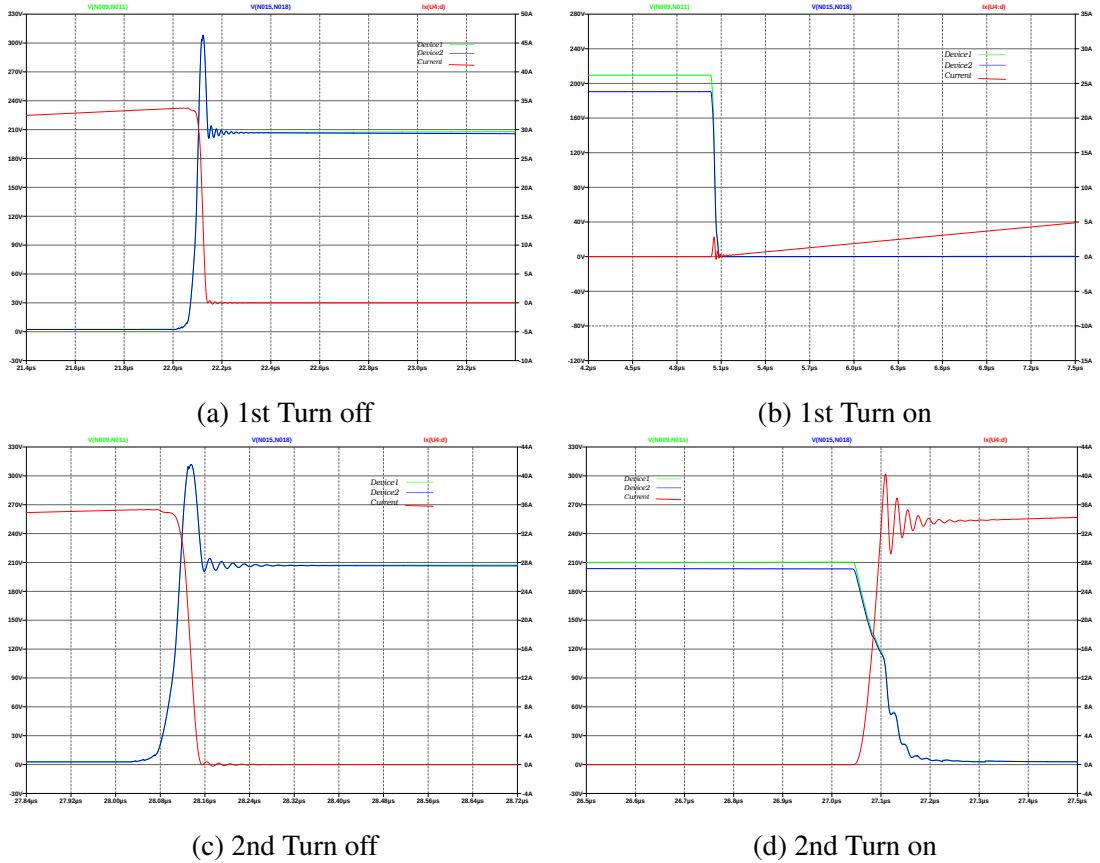 V(N009,N011) V(N015,N018) Ix(U4:d)
330V 300V 270V 240V 210V 180V 150V 120V 90V 60V 30V 0V -30V
50A 45A 40A 35A 30A 25A 20A 15A 10A 5A 0A -5A -10A
Device1
Device2
Current
21.4µs 21.6µs 21.8µs 22.0µs 22.2µs 22.4µs 22.6µs 22.8µs 23.0µs 23.2µs
(a) 1st Turn off
V(N009,N011) V(N015,N018) Ix(U4:d)
280V 240V 200V 160V 120V 80V 40V 0V -40V -80V -120V
35A 30A 25A 20A 15A 10A 5A 0A -5A -10A -15A
Device1
Device2
Current
4.2µs 4.5µs 4.8µs 5.1µs 5.4µs 5.7µs 6.0µs 6.3µs 6.6µs 6.9µs 7.2µs 7.5µs
(b) 1st Turn on
V(N009,N011) V(N015,N018) Ix(U4:d)
330V 300V 270V 240V 210V 180V 150V 120V 90V 60V 30V 0V -30V
44A 40A 36A 32A 28A 24A 20A 16A 12A 8A 4A 0A -4A
Device1
Device2
Current
27.84µs 27.92µs 28.00µs 28.08µs 28.16µs 28.24µs 28.32µs 28.40µs 28.48µs 28.56µs 28.64µs 28.72µs
(c) 2nd Turn off
V(N009,N011) V(N015,N018) Ix(U4:d)
330V 300V 270V 240V 210V 180V 150V 120V 90V 60V 30V 0V -30V
44A 40A 36A 32A 28A 24A 20A 16A 12A 8A 4A 0A -4A
Device1
Device2
Current
26.5µs 26.6µs 26.7µs 26.8µs 26.9µs 27.0µs 27.1µs 27.2µs 27.3µs 27.4µs 27.5µs
(d) 2nd Turn on